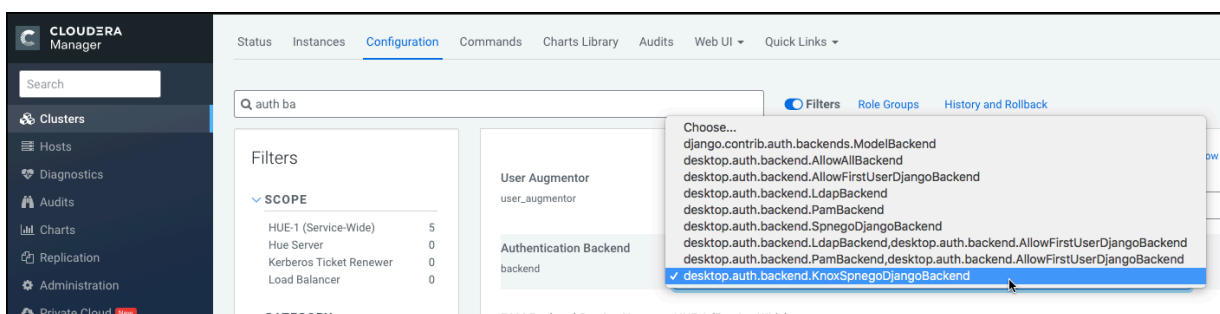 CLOUDERA
Manager
Status Instances Configuration Commands Charts Library Audits Web UI Quick Links
Search
auth ba
Filters Role Groups History and Rollback
Clusters
Hosts
Diagnostics
Audits
Charts
Replication
Administration
Private Cloud New
Filters
SCOPE
HUE-1 (Service-Wide) 5
Hue Server 0
Kerberos Ticket Renewer 0
Load Balancer 0
User Augmentor
user_augmentor
Authentication Backend
backend
Choose...
django.contrib.auth.backends.ModelBackend
desktop.auth.backend.AllowAllBackend
desktop.auth.backend.AllowFirstUserDjangoBackend
desktop.auth.backend.LdapBackend
desktop.auth.backend.PamBackend
desktop.auth.backend.SpnegoDjangoBackend
desktop.auth.backend.LdapBackend,desktop.auth.backend.AllowFirstUserDjangoBackend
desktop.auth.backend.PamBackend,desktop.auth.backend.AllowFirstUserDjangoBackend
✓ desktop.auth.backend.KnoxSpnegoDjangoBackend